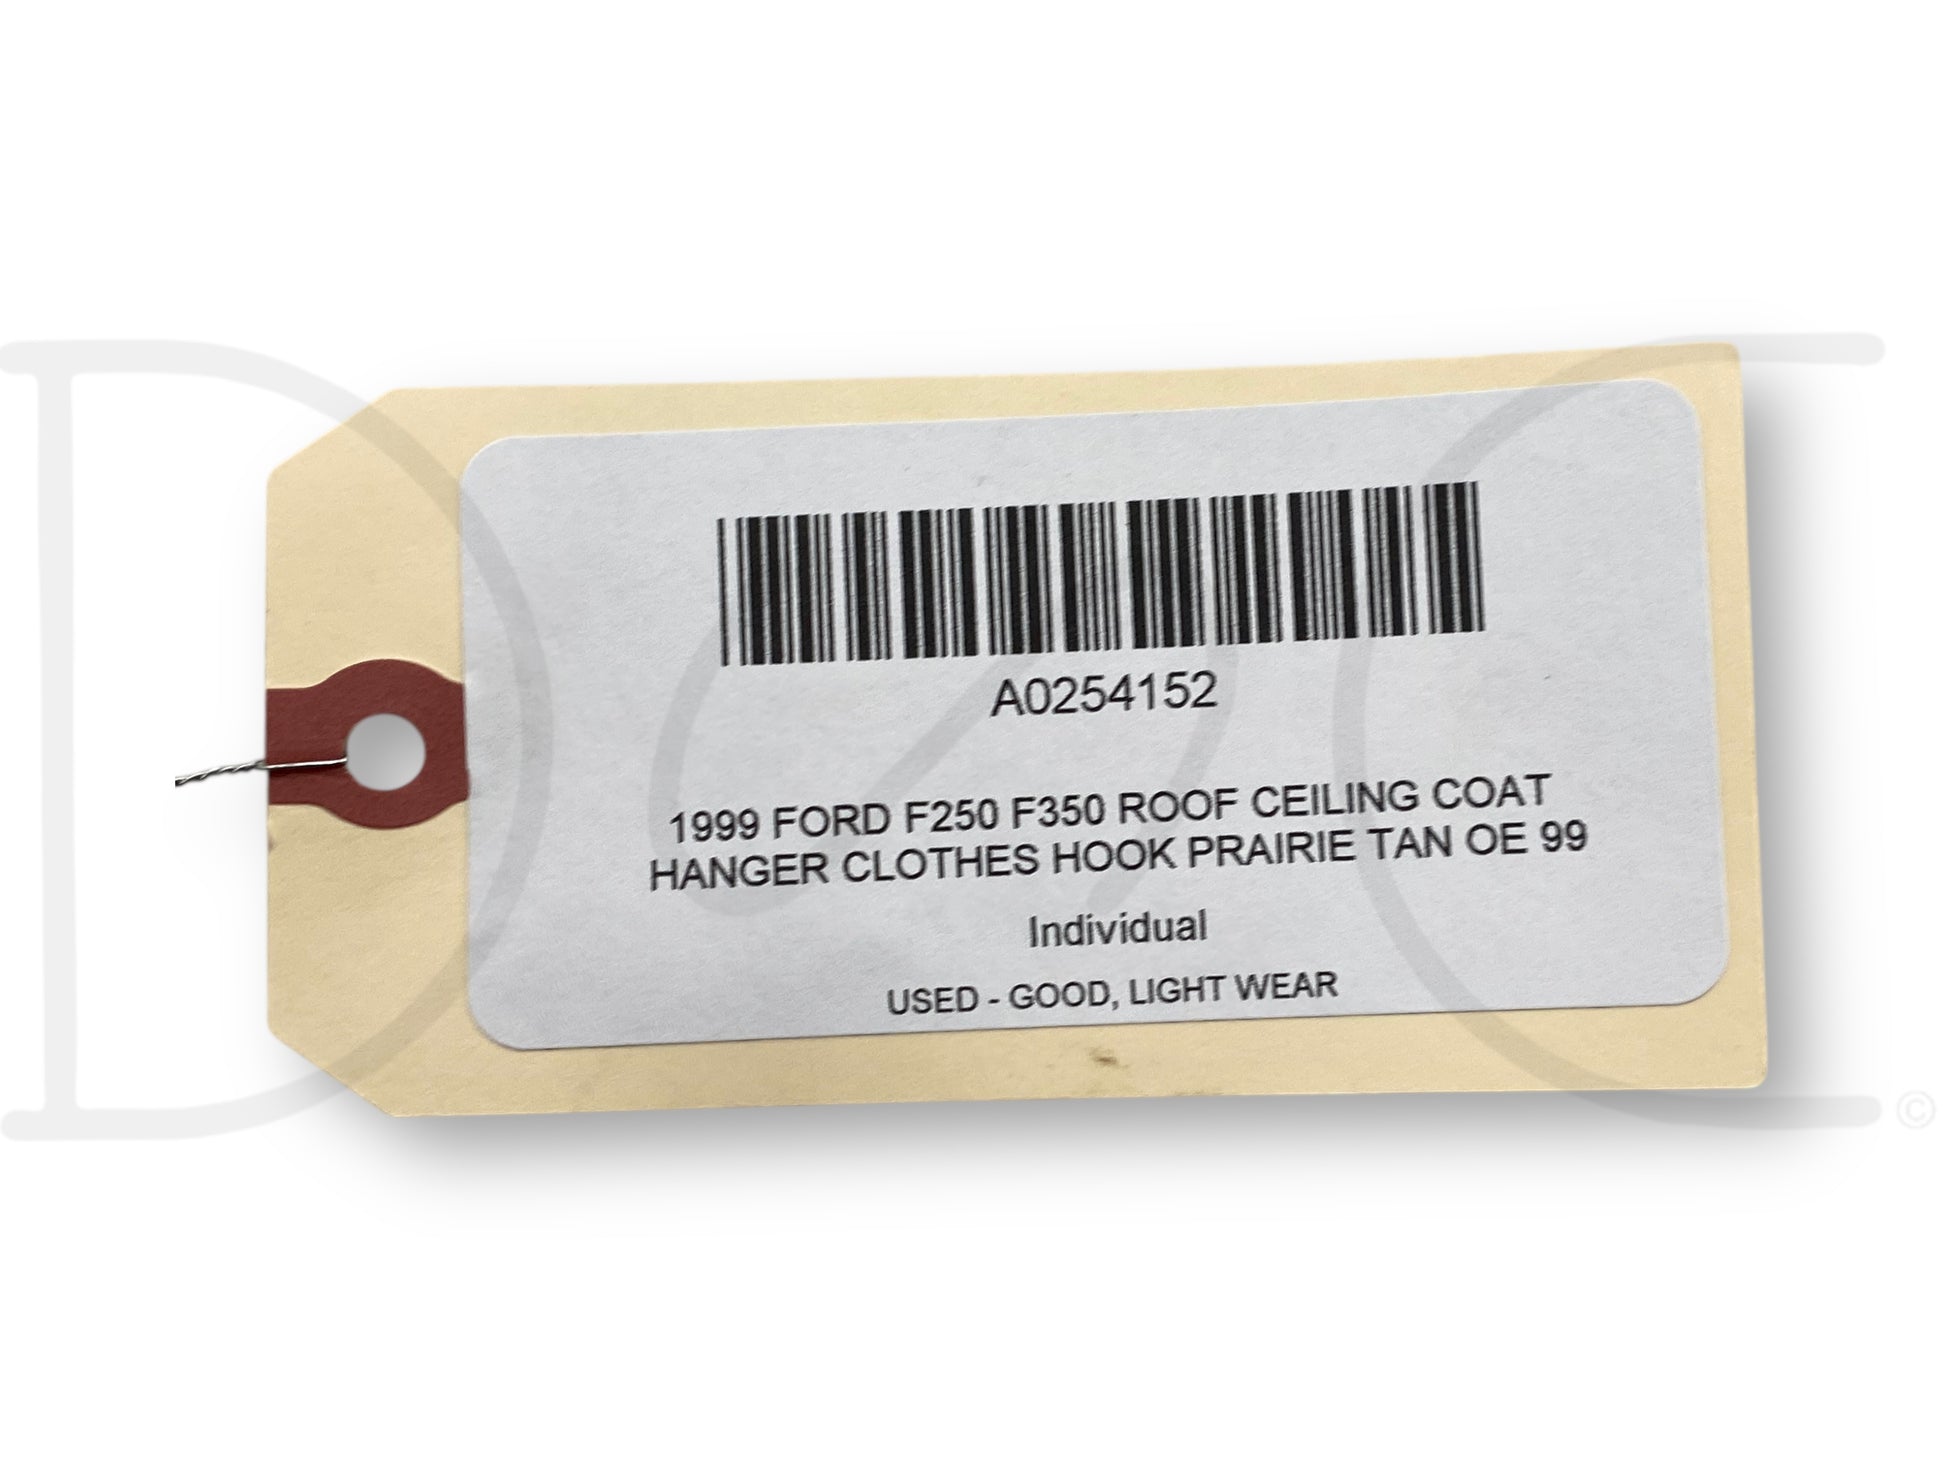 A0254152
1999 FORD F250 F350 ROOF CEILING COAT
HANGER CLOTHES HOOK PRAIRIE TAN OE 99
Individual
USED - GOOD, LIGHT WEAR
©